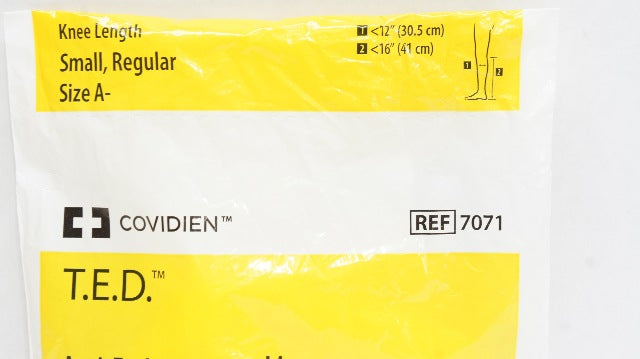 Knee Length
Small, Regular
Size A-
1 <12" (30.5 cm)
2 <16" (41 cm)
1
2
COVIDIEN™
REF 7071
T.E.D.™